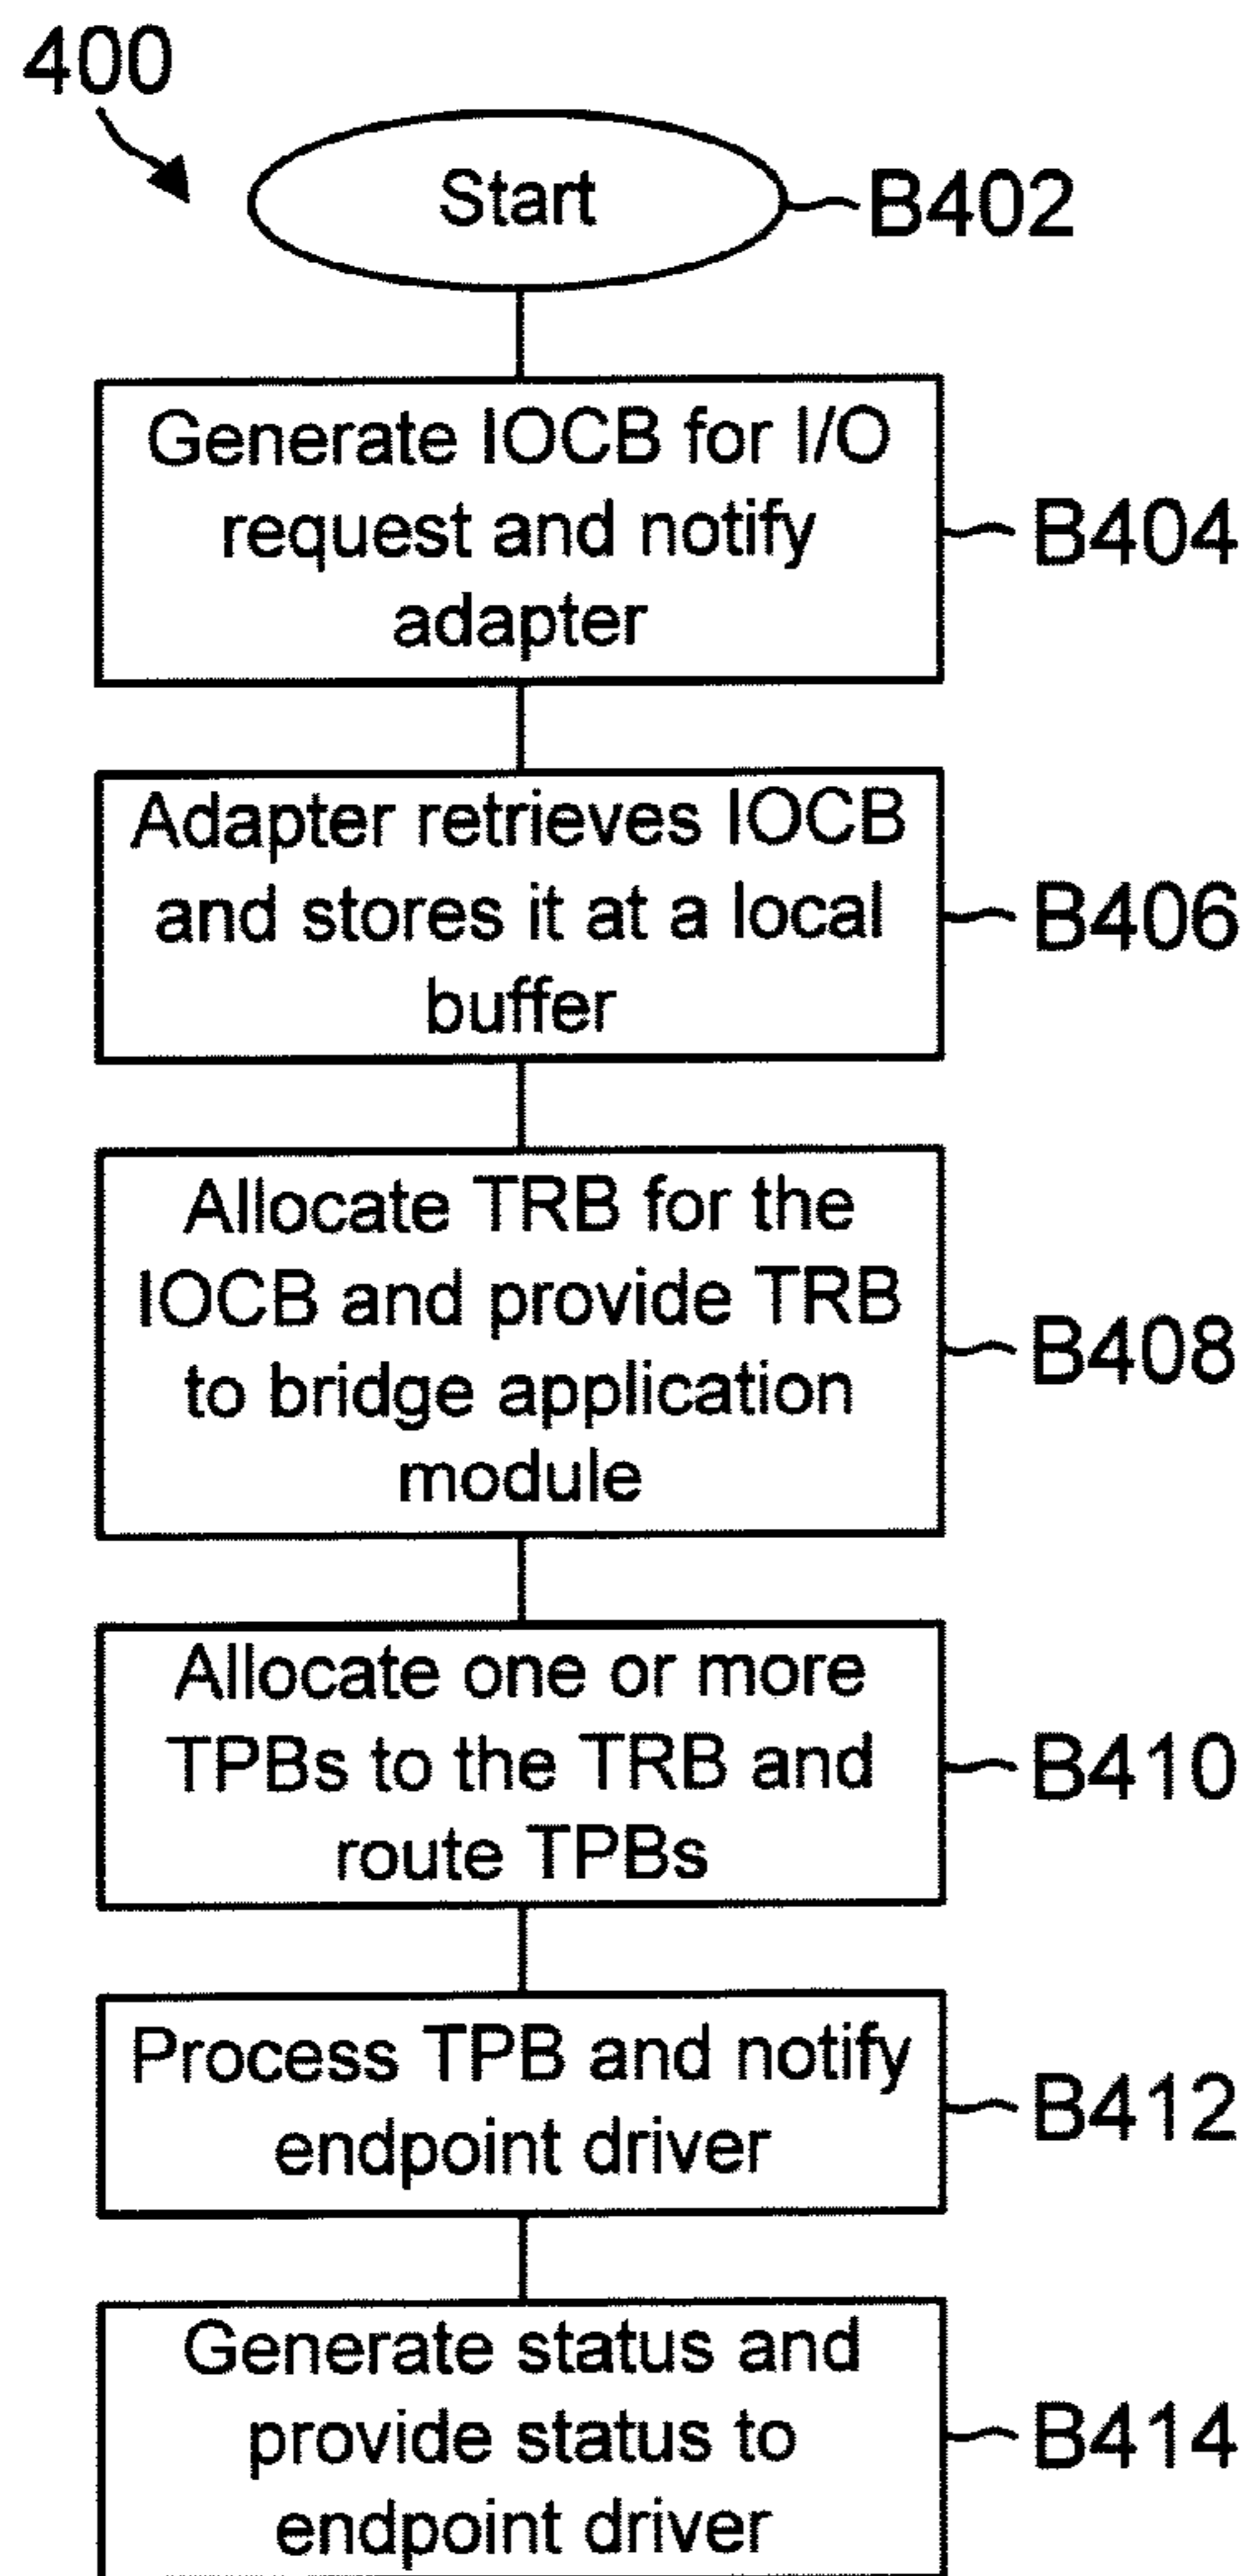 400
Start
B402
Generate IOCB for I/O
request and notify
adapter
B404
Adapter retrieves IOCB
and stores it at a local
buffer
B406
Allocate TRB for the
IOCB and provide TRB
to bridge application
module
B408
Allocate one or more
TPBs to the TRB and
route TPBs
B410
Process TPB and notify
endpoint driver
B412
Generate status and
provide status to
endpoint driver
B414